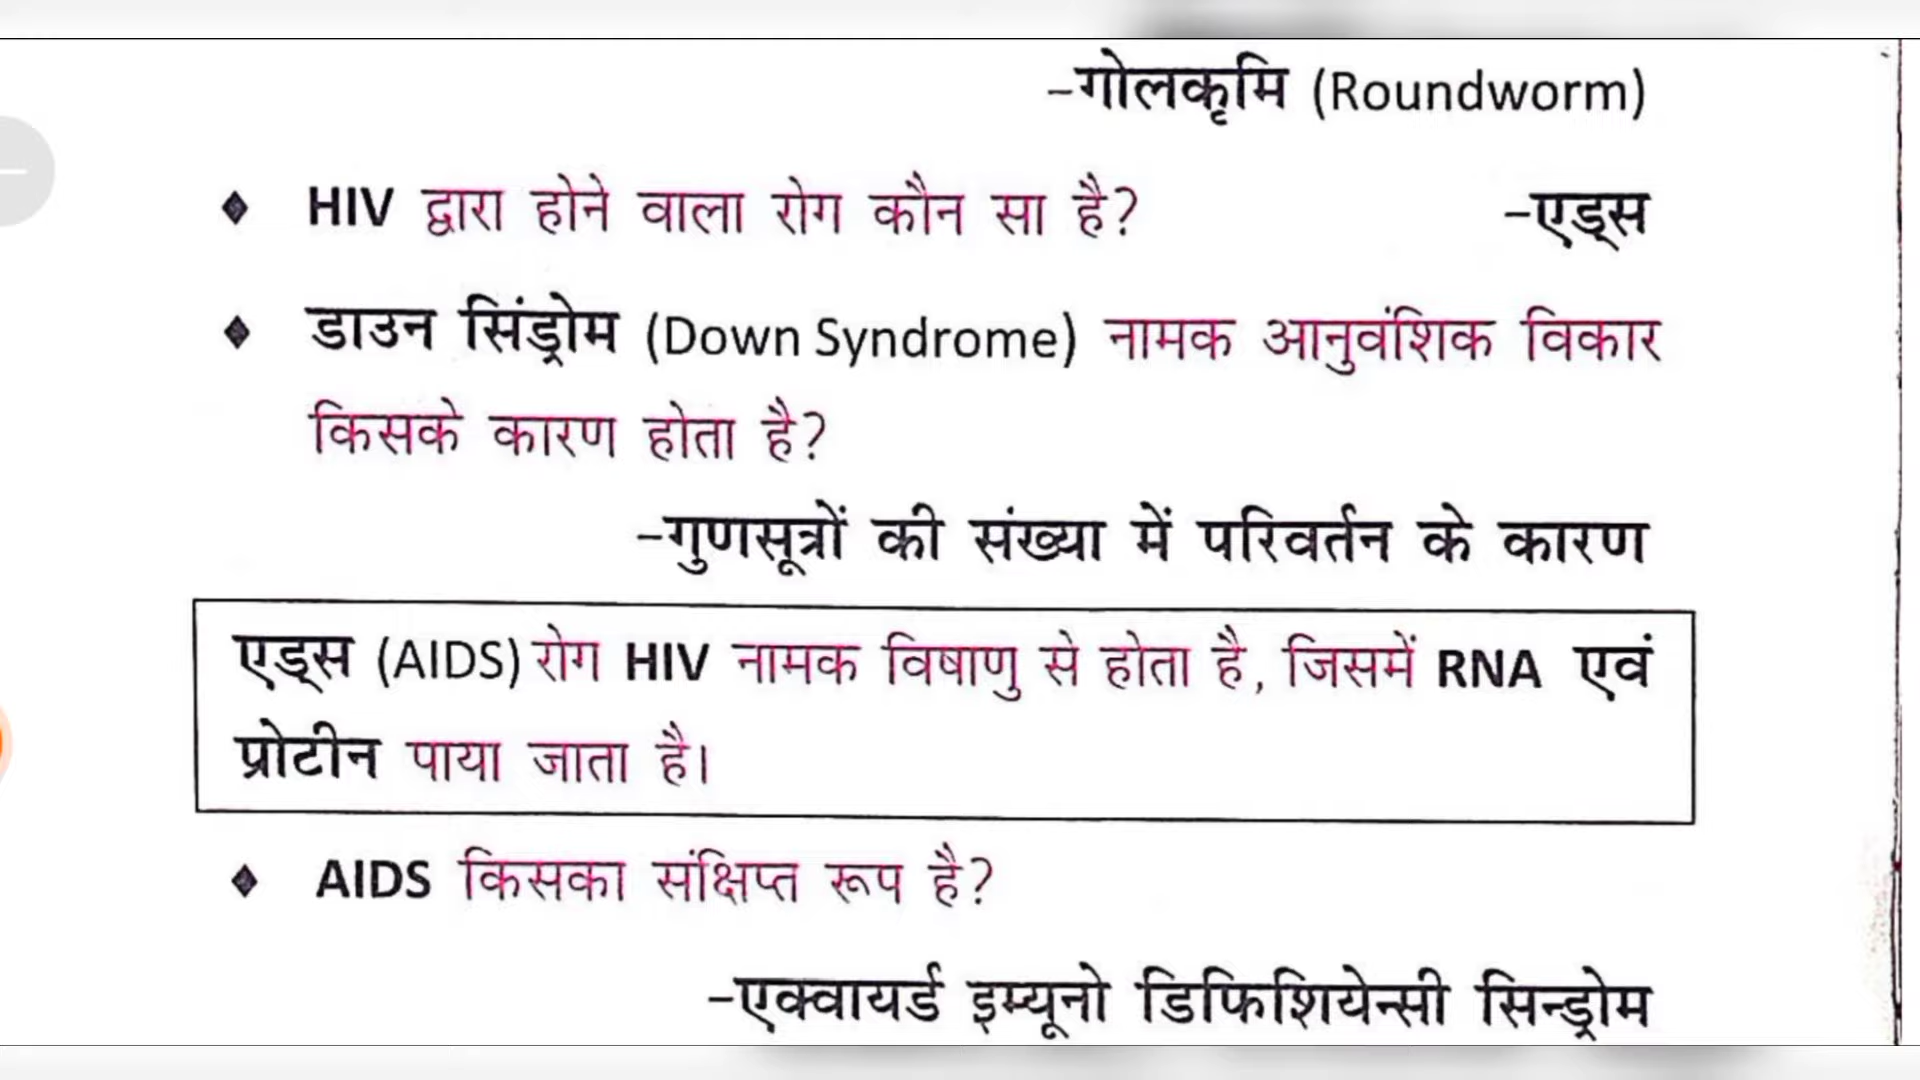 –गोलकृमि (Roundworm)
♦ HIV द्वारा होने वाला रोग कौन सा है? –एड्स
♦ डाउन सिंड्रोम (Down Syndrome) नामक आनुवंशिक विकार
किसके कारण होता है?
–गुणसूत्रों की संख्या में परिवर्तन के कारण
एड्स (AIDS) रोग HIV नामक विषाणु से होता है, जिसमें RNA एवं
प्रोटीन पाया जाता है।
♦ AIDS किसका संक्षिप्त रूप है?
–एक्वायर्ड इम्यूनो डिफिशियेन्सी सिन्ड्रोम